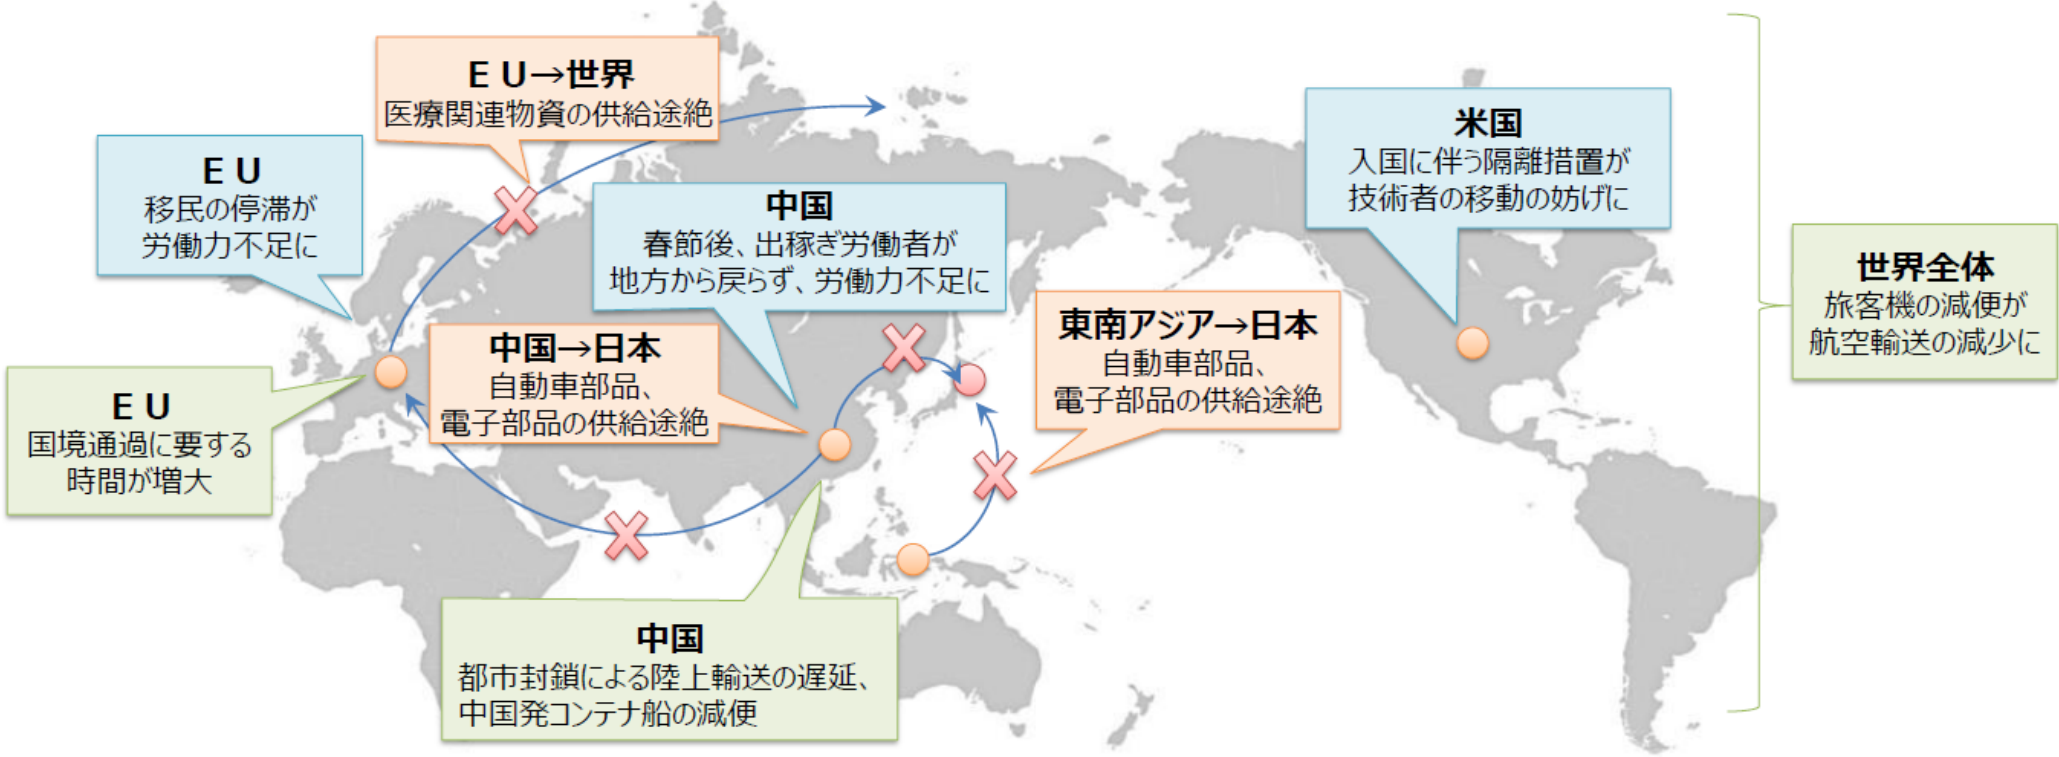 ＥＵ→世界
医療関連物資の供給途絶
ＥＵ
移民の停滞が
労働力不足に
中国
春節後、出稼ぎ労働者が
地方から戻らず、労働力不足に
米国
入国に伴う隔離措置が
技術者の移動の妨げに
世界全体
旅客機の減便が
航空輸送の減少に
中国→日本
自動車部品、
電子部品の供給途絶
東南アジア→日本
自動車部品、
電子部品の供給途絶
ＥＵ
国境通過に要する
時間が増大
中国
都市封鎖による陸上輸送の遅延、
中国発コンテナ船の減便